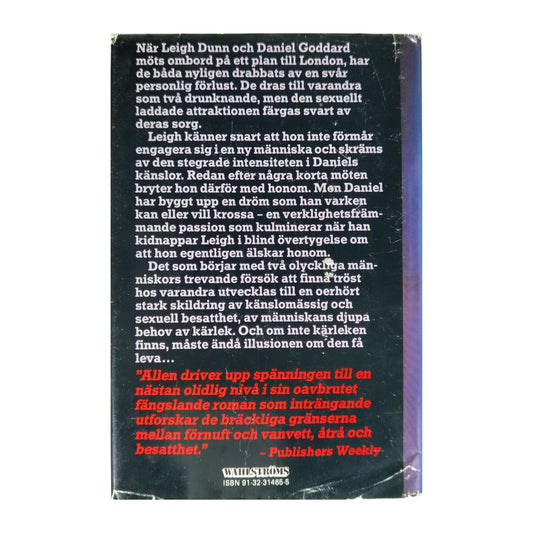 När Leigh Dunn och Daniel Goddard
möts ombord på ett plan till London, har
de båda nyligen drabbats av en svår
personlig förlust. De dras till varandra
som två drunknande, men den sexuellt
laddade attraktionen färgas svart av
deras sorg.
Leigh känner snart att hon inte förmår
engagera sig i en ny människa och skräms
av den stegrade intensiteten i Daniels
känslor. Redan efter några korta möten
bryter hon därför med honom. Men Daniel
har byggt upp en dröm som han varken
kan eller vill krossa – en verklighetsfräm-
mande passion som kulminerar när han
kidnappar Leigh i blind övertygelse om
att hon egentligen älskar honom.
Det som börjar med två olyckliga män-
niskors trevande försök att finna tröst
hos varandra utvecklas till en oerhört
stark skildring av känslomässig och
sexuell besatthet, av människans djupa
behov av kärlek. Och om inte kärleken
finns, måste ändå illusionen om den få
leva...
"Allen driver upp spänningen till en
nästan olidlig nivå i sin oavbrutet
fängslande roman som inträngande
utforskar de bräckliga gränserna
mellan förnuft och vanvett, åtrå och
besatthet."
– Publishers Weekly
WAHLSTRÖMS
ISBN 91-32-31466-5